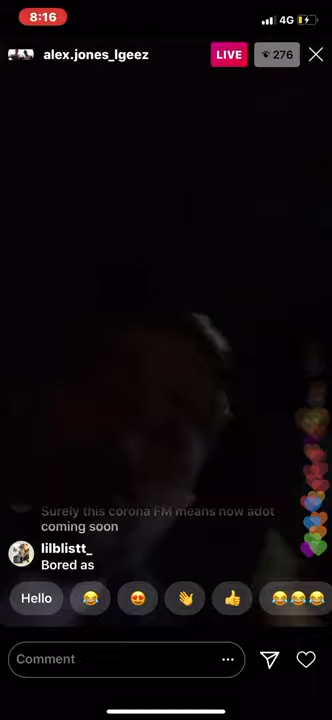 8:16
4G
alex.jones_lgeez
LIVE
276
Surely this corona FM means now adot
coming soon
lilblistt_
Bored as
Hello
Comment